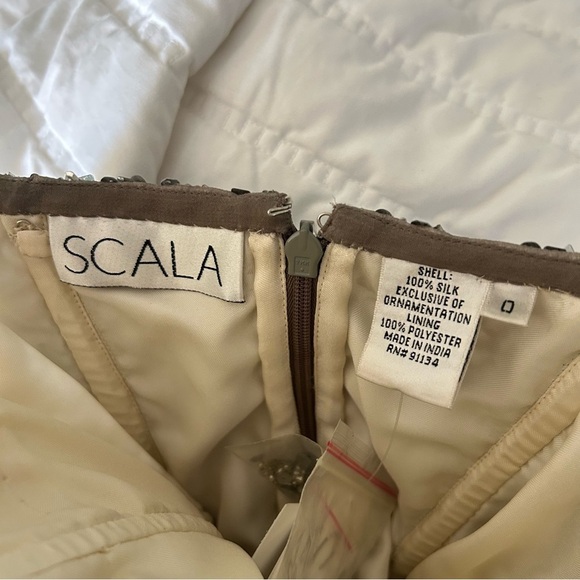 SCALA
SHELL:
100% SILK
EXCLUSIVE OF
ORNAMENTATION
LINING
100% POLYESTER
MADE IN INDIA
RN# 91134
0